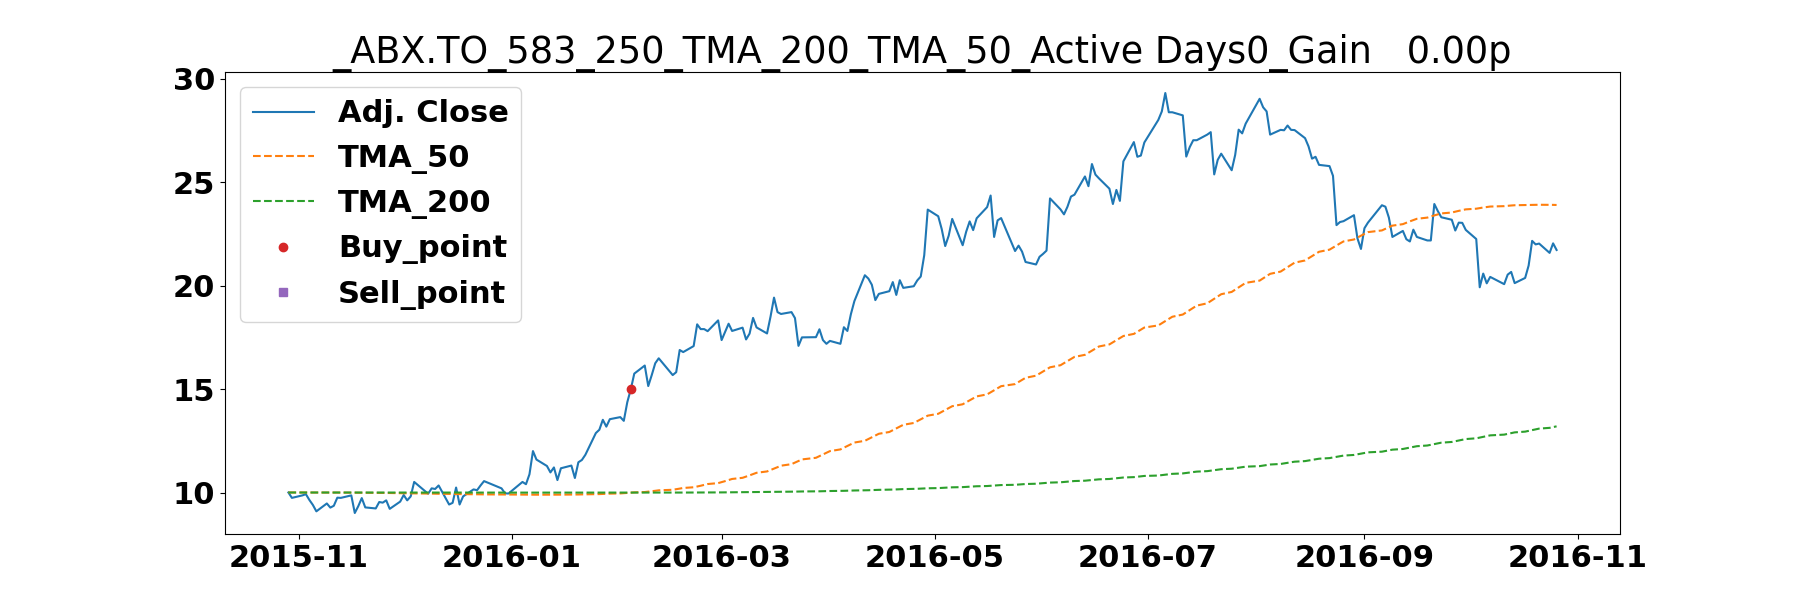 _ABX.TO_583_250_TMA_200_TMA_50_Active Days0_Gain   0.00p
30
25
20
15
10
Adj. Close
TMA_50
TMA_200
Buy_point
Sell_point
2015-11 2016-01 2016-03 2016-05 2016-07 2016-09 2016-11